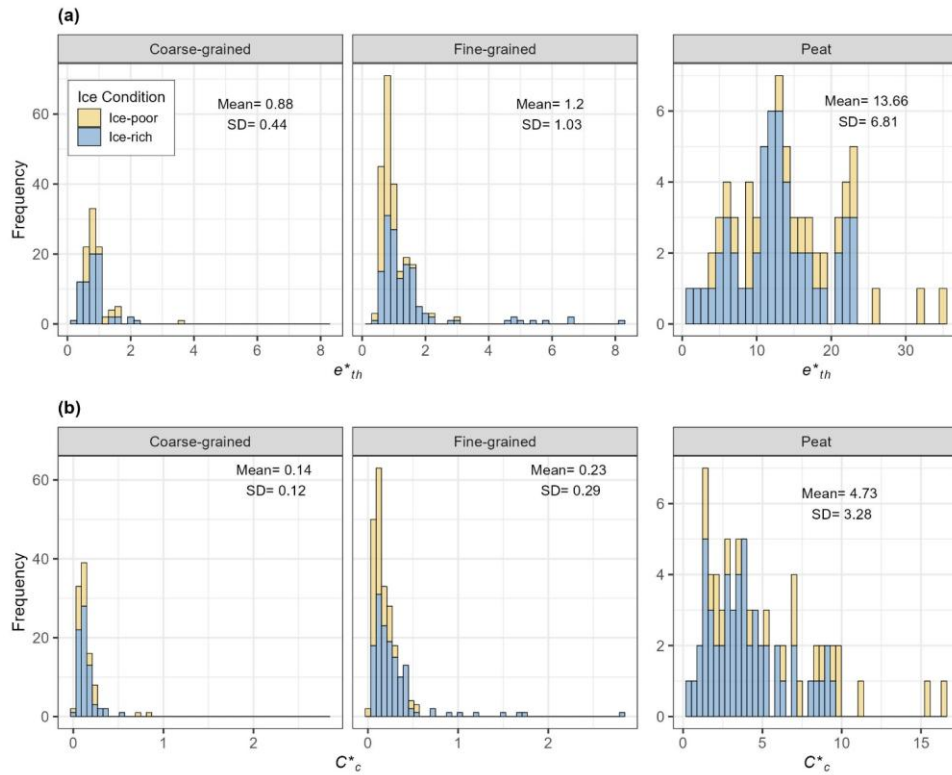 (a)
Coarse-grained
Fine-grained
Peat
Ice Condition
Ice-poor
Ice-rich
Mean= 0.88
SD= 0.44
Mean= 1.2
SD= 1.03
Mean= 13.66
SD= 6.81
Frequency
60
40
20
0
6
4
2
0
0 2 4 6 8
0 2 4 6 8
0 10 20 30
e*th
e*th
e*th
(b)
Coarse-grained
Fine-grained
Peat
Mean= 0.14
SD= 0.12
Mean= 0.23
SD= 0.29
Mean= 4.73
SD= 3.28
Frequency
60
40
20
0
6
4
2
0
0 1 2
0 1 2
0 5 10 15
C*c
C*c
C*c